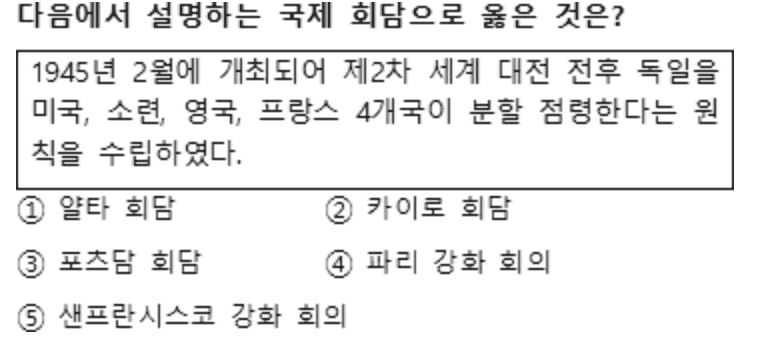 다음에서 설명하는 국제 회담으로 옳은 것은?
1945년 2월에 개최되어 제2차 세계 대전 전후 독일을
미국, 소련, 영국, 프랑스 4개국이 분할 점령한다는 원
칙을 수립하였다.
① 얄타 회담 ② 카이로 회담
③ 포츠담 회담 ④ 파리 강화 회의
⑤ 샌프란시스코 강화 회의